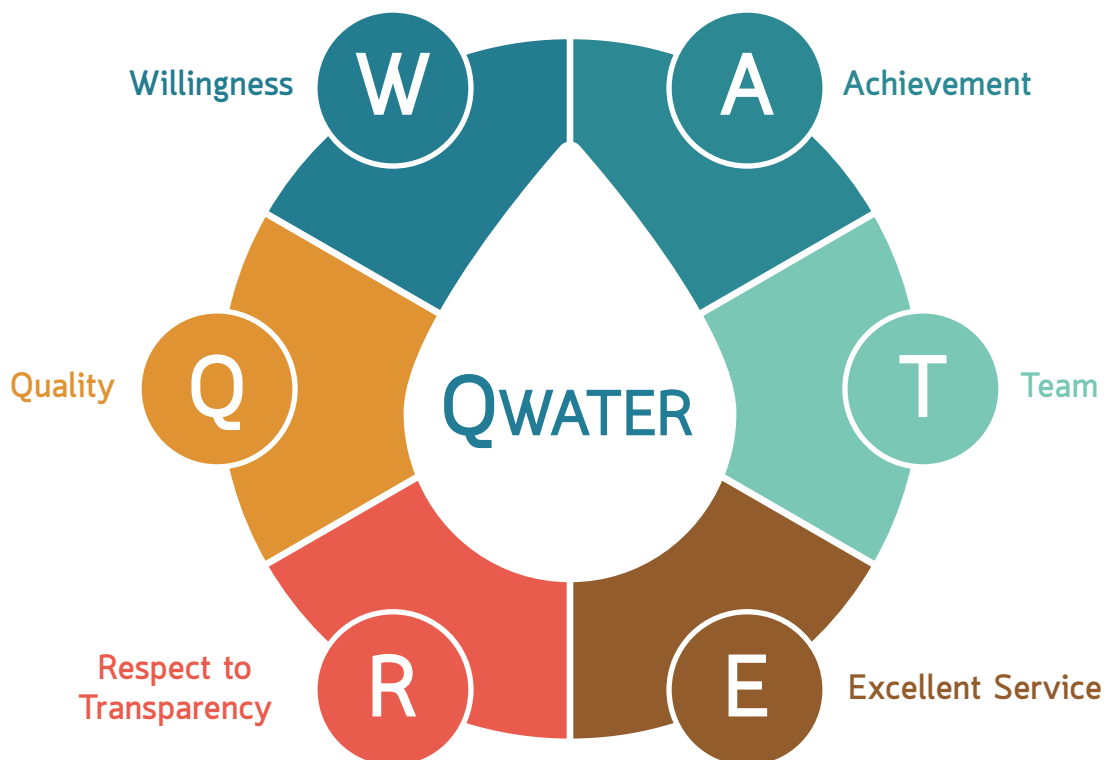 W
Willingness
A
Achievement
Q
Quality
QWATER
T
Team
R
Respect to
Transparency
E
Excellent Service